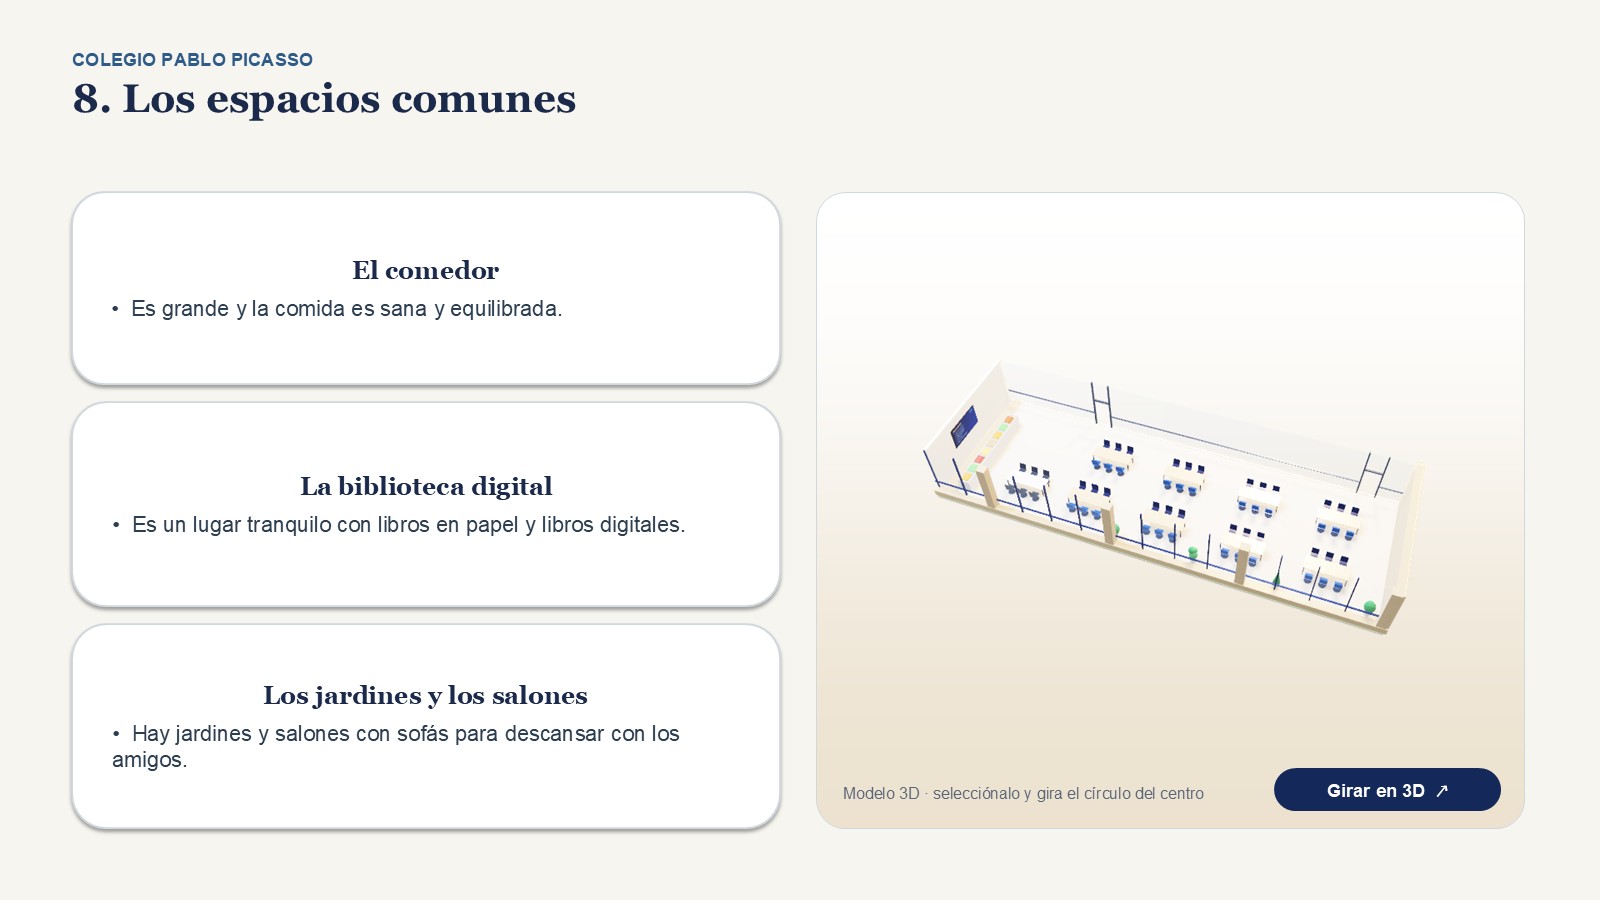 COLEGIO PABLO PICASSO
8. Los espacios comunes
El comedor
• Es grande y la comida es sana y equilibrada.
La biblioteca digital
• Es un lugar tranquilo con libros en papel y libros digitales.
Los jardines y los salones
• Hay jardines y salones con sofás para descansar con los
amigos.
Modelo 3D · selecciónalo y gira el círculo del centro
Girar en 3D ↗